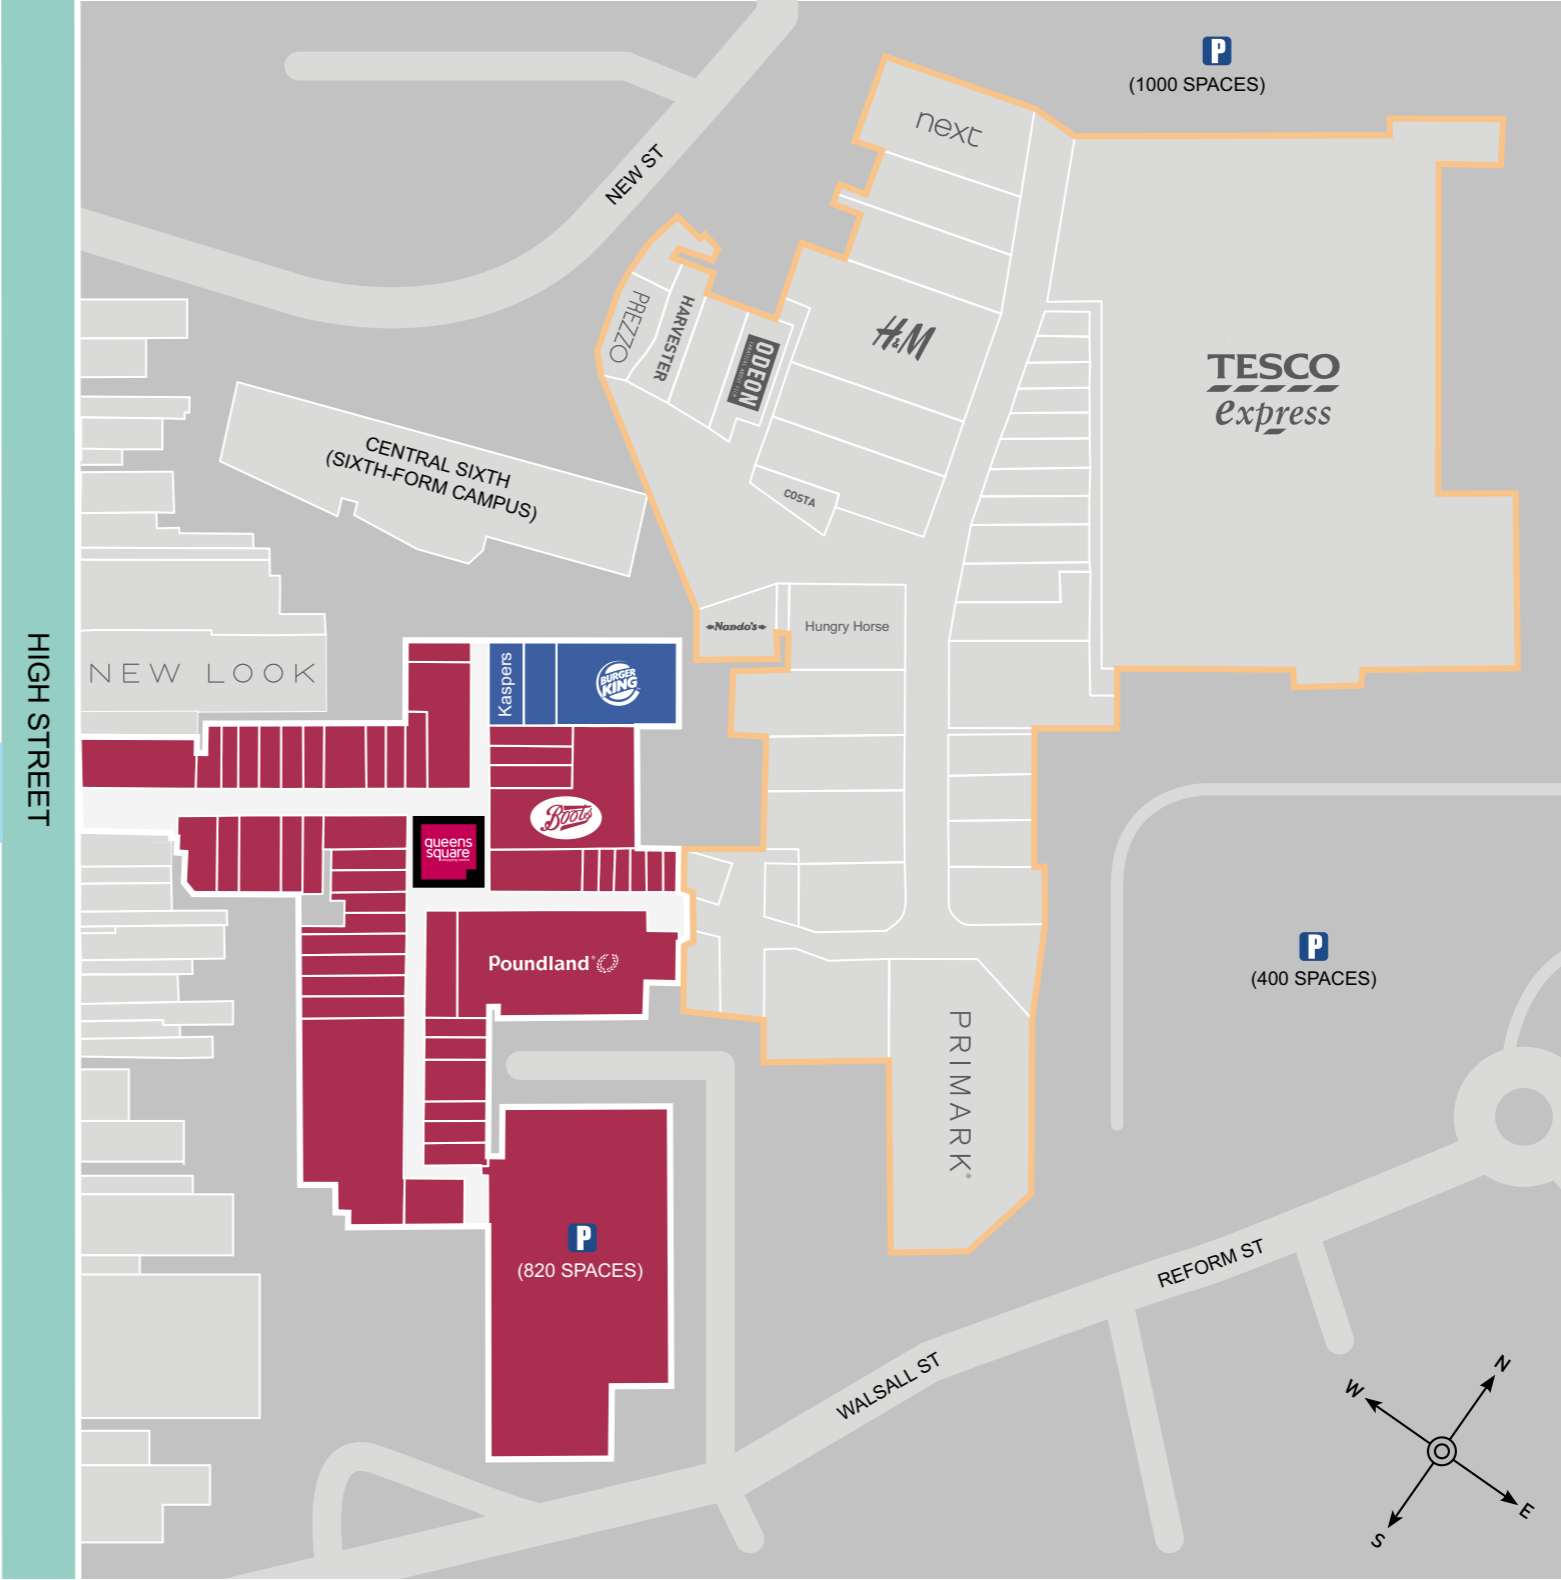 P
(1000 SPACES)
next
NEW ST
PREZZO
HARVESTER
ODEON
H&M
TESCO
express
CENTRAL SIXTH
(SIXTH-FORM CAMPUS)
COSTA
Nando's
Hungry Horse
HIGH STREET
NEW LOOK
Kaspers
BURGER
KING
Boots
queens
square
Poundland
P
(400 SPACES)
PRIMARK
P
(820 SPACES)
REFORM ST
WALSALL ST
N
W
E
S